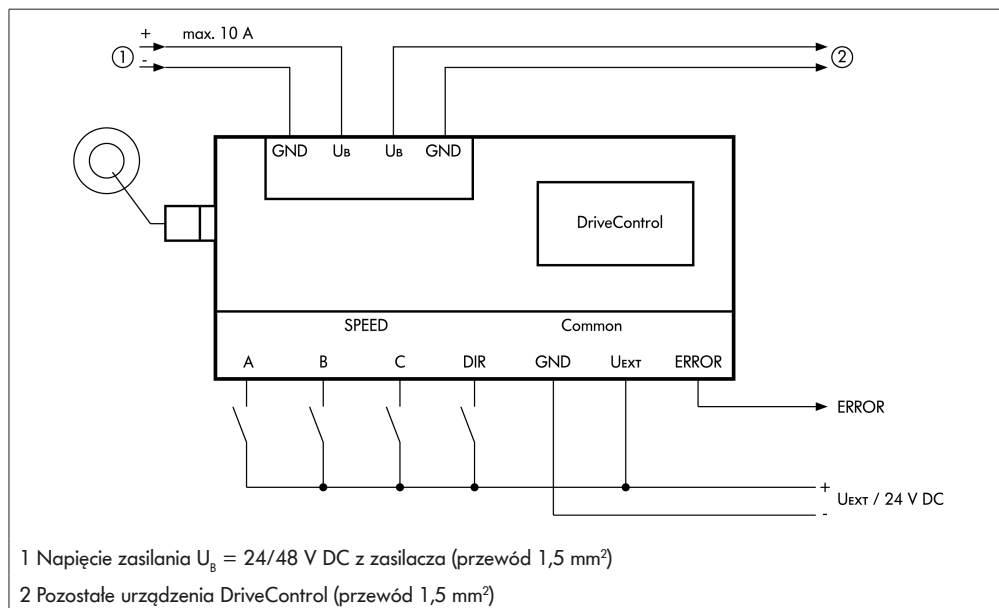 + max. 10 A
1 - 2
GND UB UB GND
DriveControl
SPEED Common
A B C DIR GND UEXT ERROR
ERROR
+
UEXT / 24 V DC
-
1 Napięcie zasilania UB = 24/48 V DC z zasilacza (przewód 1,5 mm²)
2 Pozostałe urządzenia DriveControl (przewód 1,5 mm²)